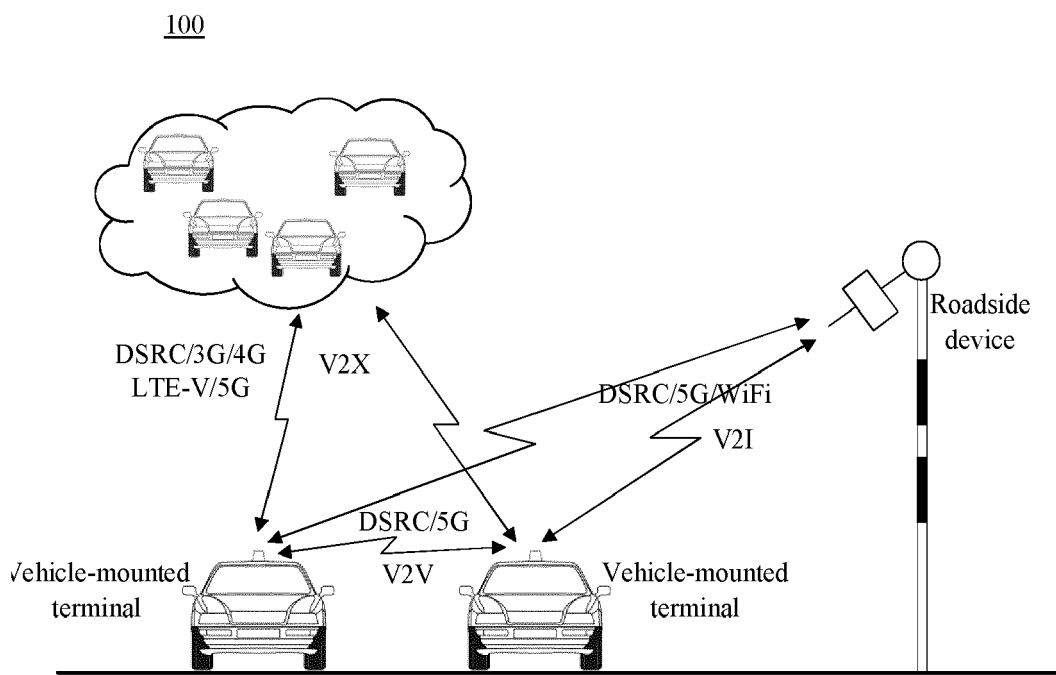 100
DSRC/3G/4G
LTE-V/5G
V2X
Roadside
device
DSRC/5G/WiFi
V2I
DSRC/5G
V2V
Vehicle-mounted
terminal
Vehicle-mounted
terminal